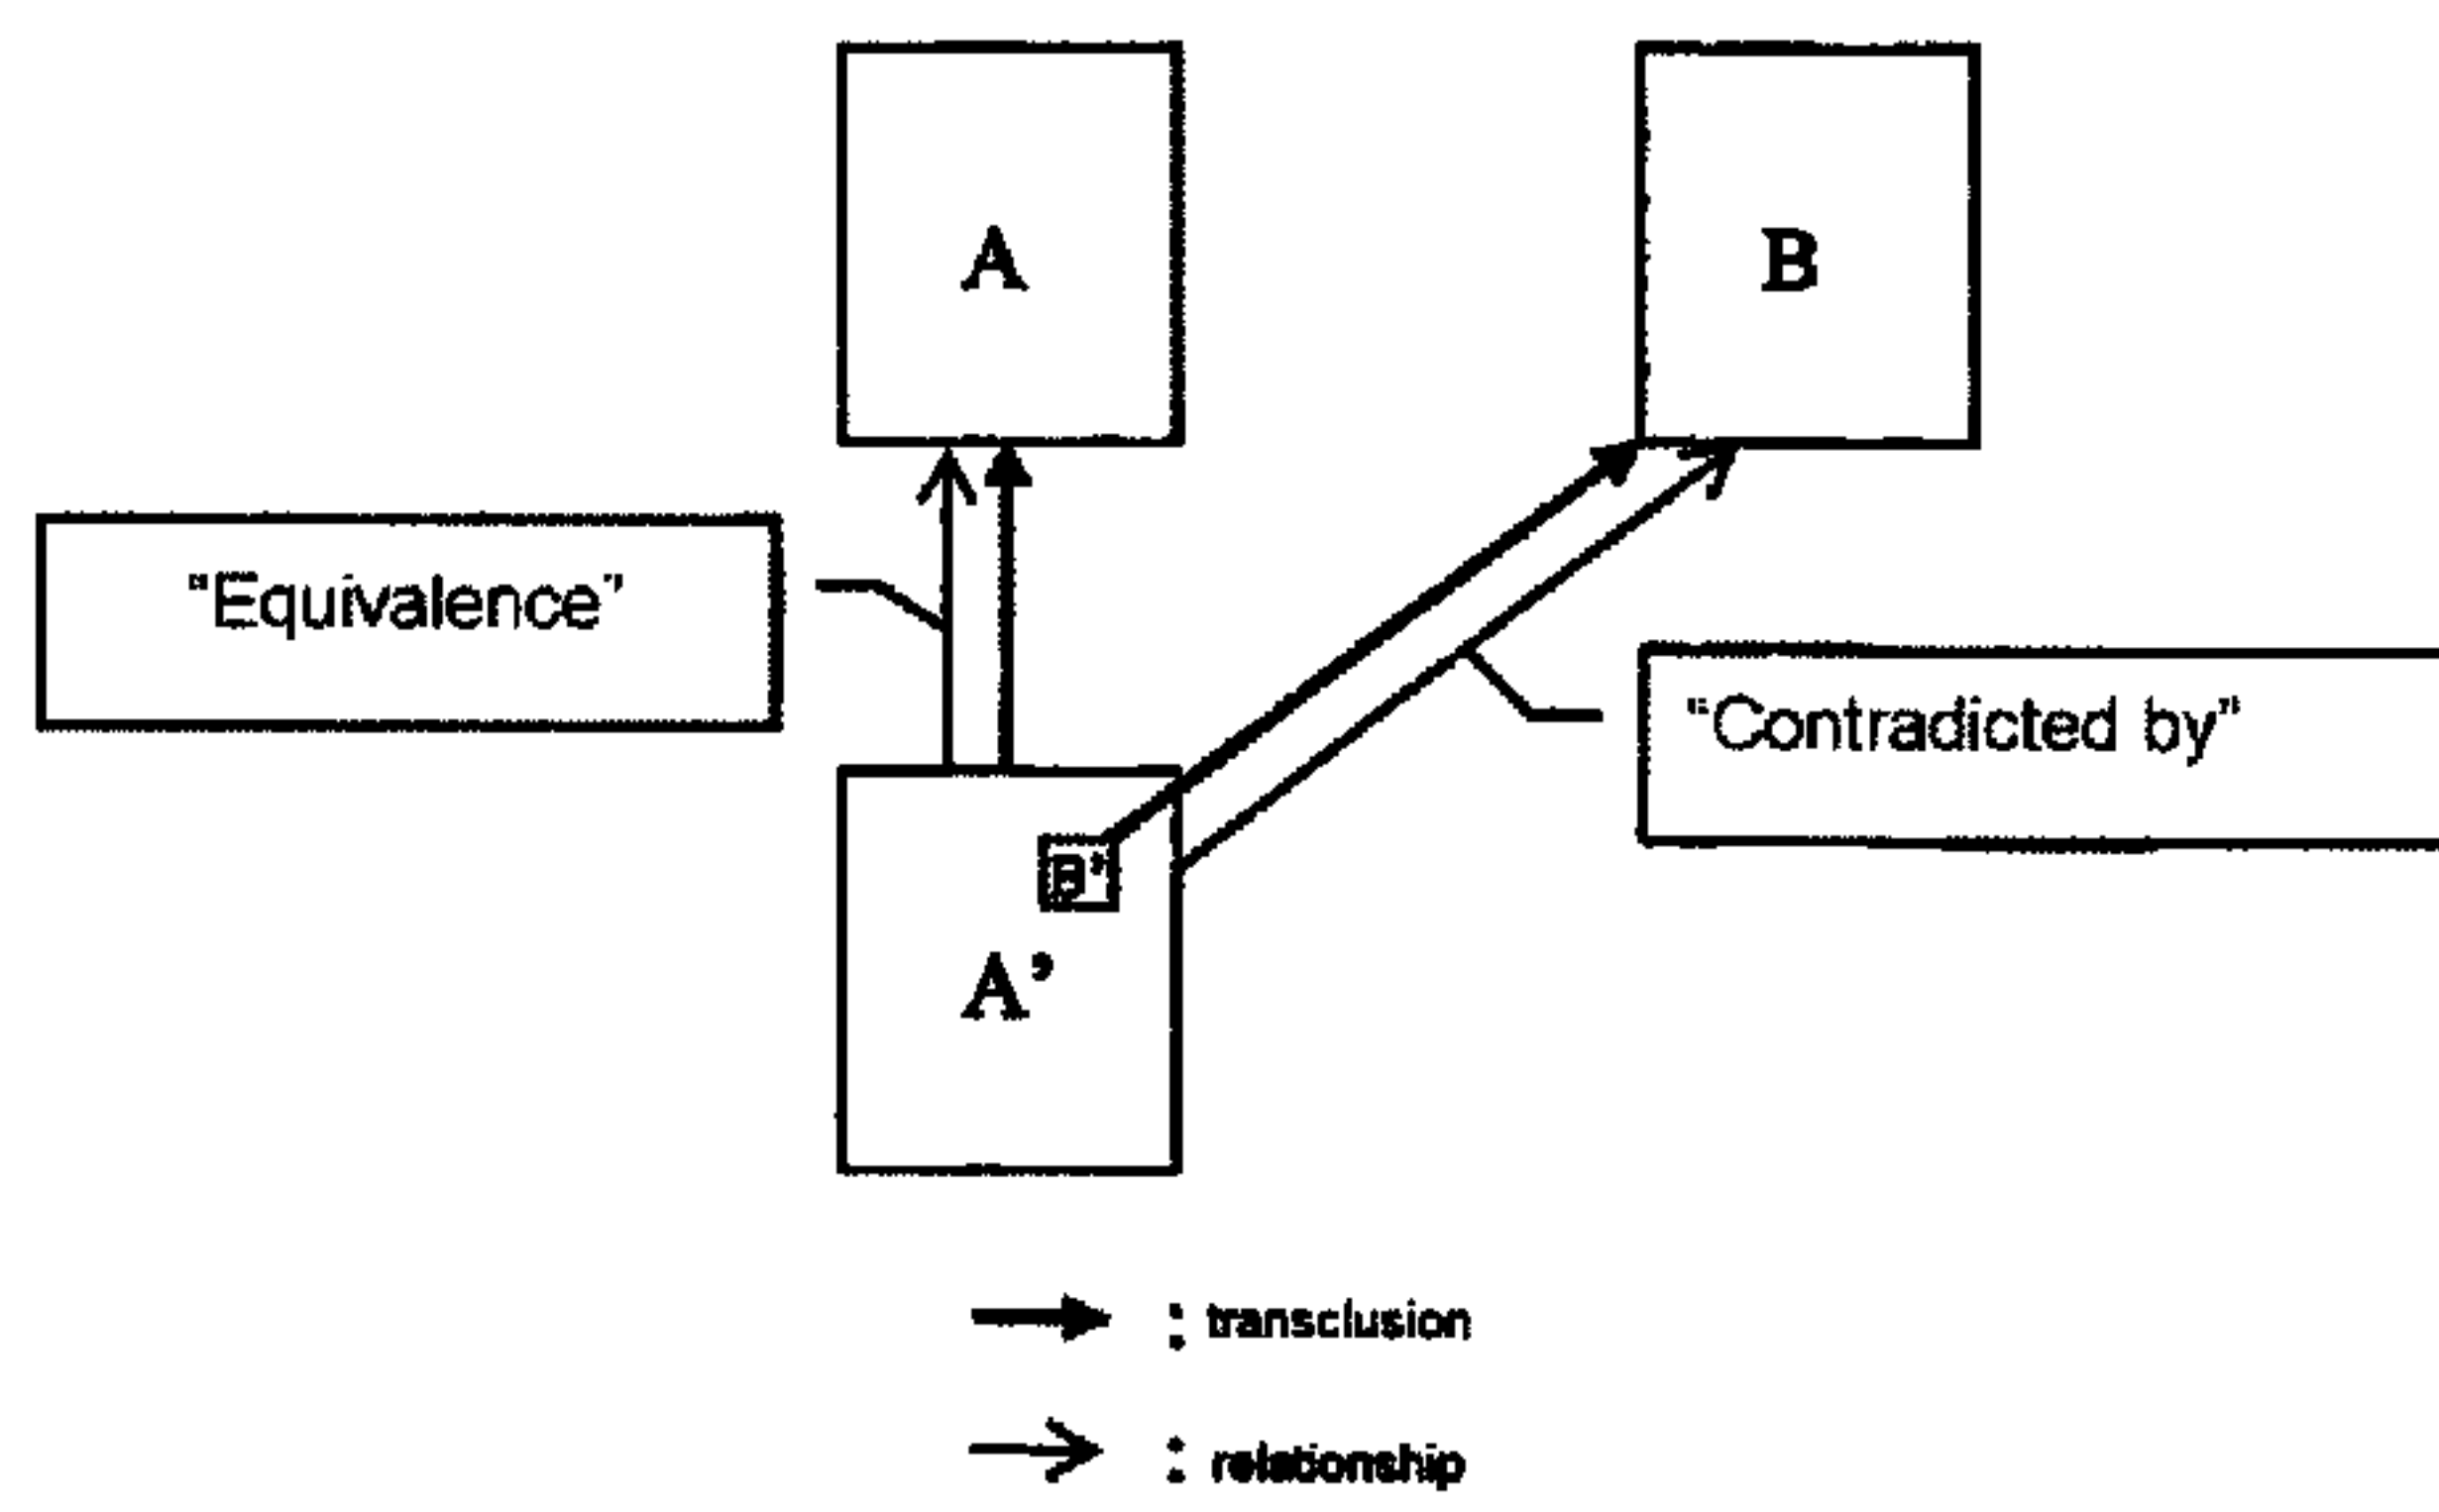 A
B
“Equivalence”
“Contradicted by”
A’
: transclusion
: relationship